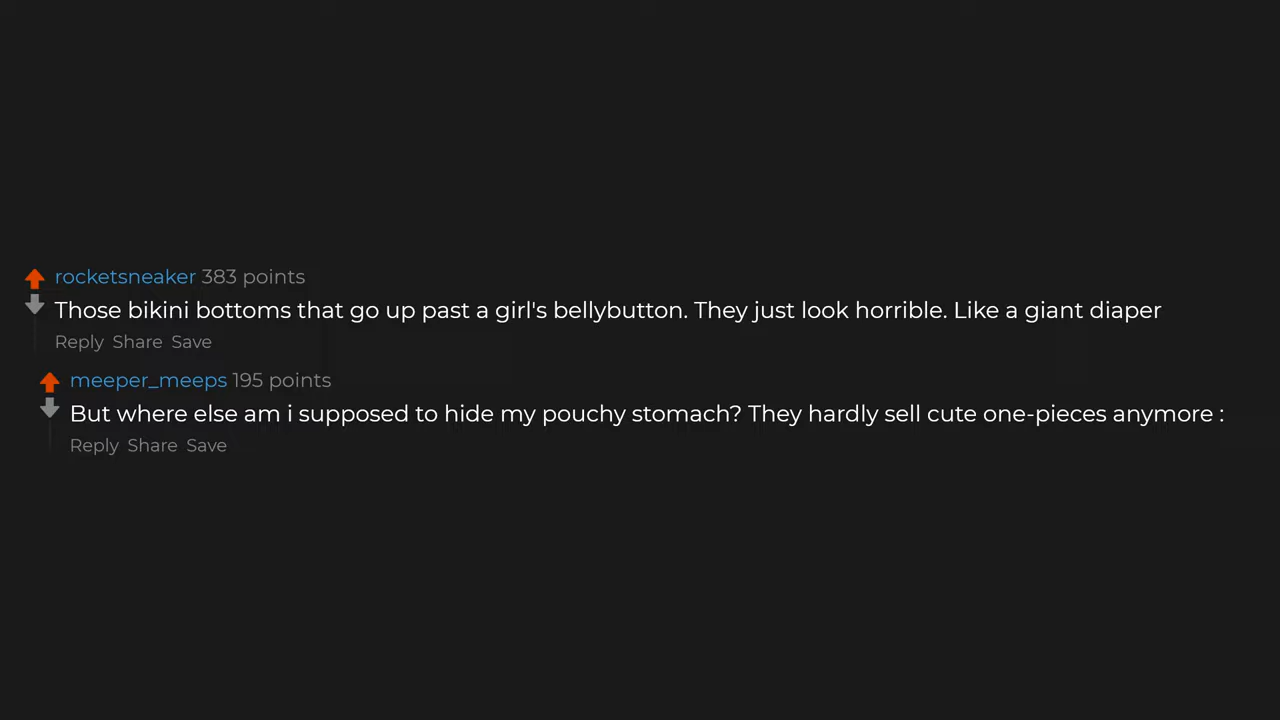 rocketsneaker 383 points
Those bikini bottoms that go up past a girl's bellybutton. They just look horrible. Like a giant diaper
Reply Share Save
meeper_meeps 195 points
But where else am i supposed to hide my pouchy stomach? They hardly sell cute one-pieces anymore :
Reply Share Save